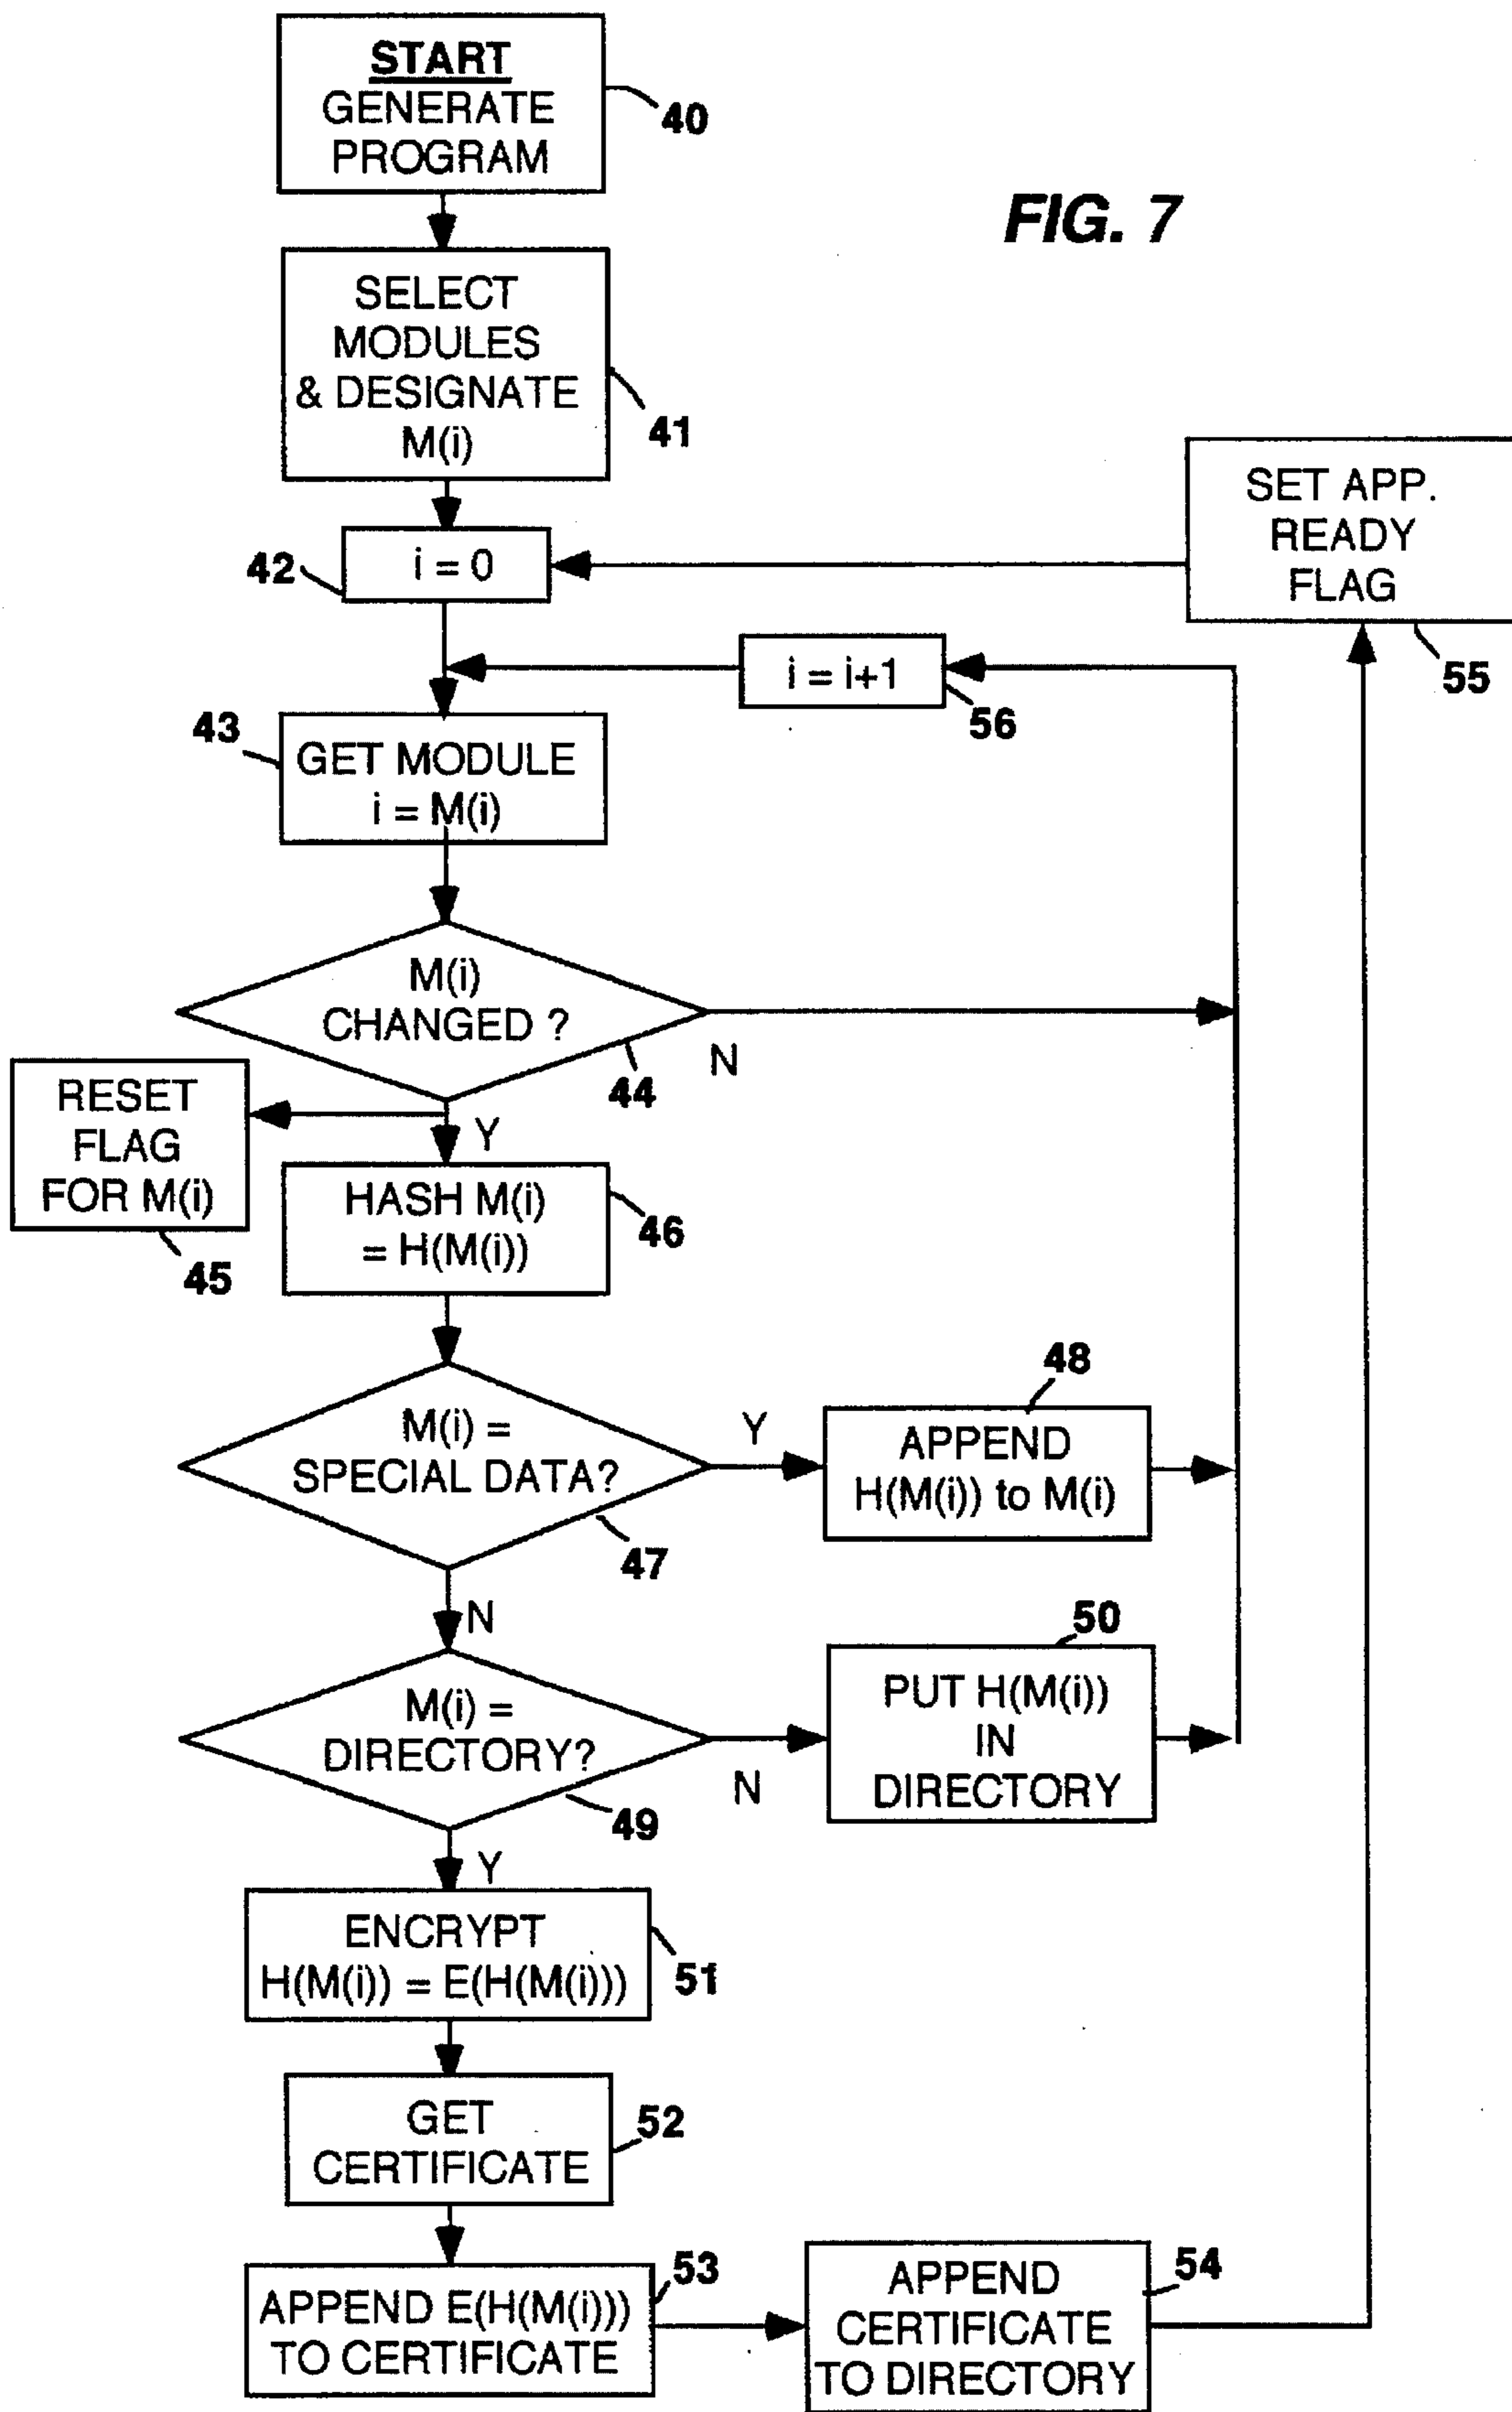 START
GENERATE
PROGRAM
40
FIG. 7
SELECT
MODULES
& DESIGNATE
M(i)
41
SET APP.
READY
FLAG
55
i = 0
42
i = i+1
56
43
GET MODULE
i = M(i)
M(i)
CHANGED ?
44
N
RESET
FLAG
FOR M(i)
45
Y
HASH M(i)
= H(M(i))
46
M(i) =
SPECIAL DATA?
47
Y
48
APPEND
H(M(i)) to M(i)
N
M(i) =
DIRECTORY?
49
N
50
PUT H(M(i))
IN
DIRECTORY
Y
ENCRYPT
H(M(i)) = E(H(M(i)))
51
GET
CERTIFICATE
52
APPEND E(H(M(i)))
TO CERTIFICATE
53
APPEND
CERTIFICATE
TO DIRECTORY
54